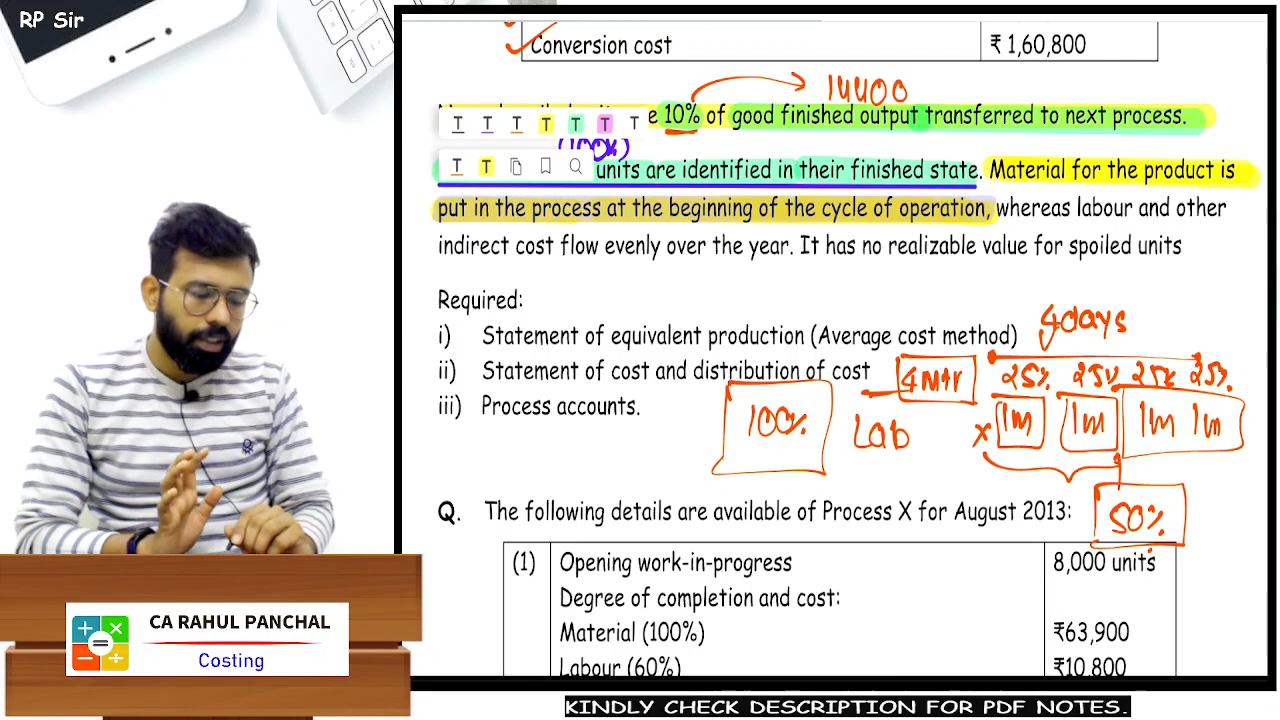 RP Sir
Conversion cost ₹ 1,60,800
14400
10% of good finished output transferred to next process.
(100%)
units are identified in their finished state. Material for the product is
put in the process at the beginning of the cycle of operation, whereas labour and other
indirect cost flow evenly over the year. It has no realizable value for spoiled units
Required:
i) Statement of equivalent production (Average cost method)
4days
ii) Statement of cost and distribution of cost
4Mtr 25% 25% 25% 25%
iii) Process accounts.
100% Lab x 1m 1m 1m 1m
50%
Q. The following details are available of Process X for August 2013:
(1) Opening work-in-progress 8,000 units
Degree of completion and cost:
Material (100%) ₹63,900
Labour (60%) ₹10,800
CA RAHUL PANCHAL
Costing
KINDLY CHECK DESCRIPTION FOR PDF NOTES.